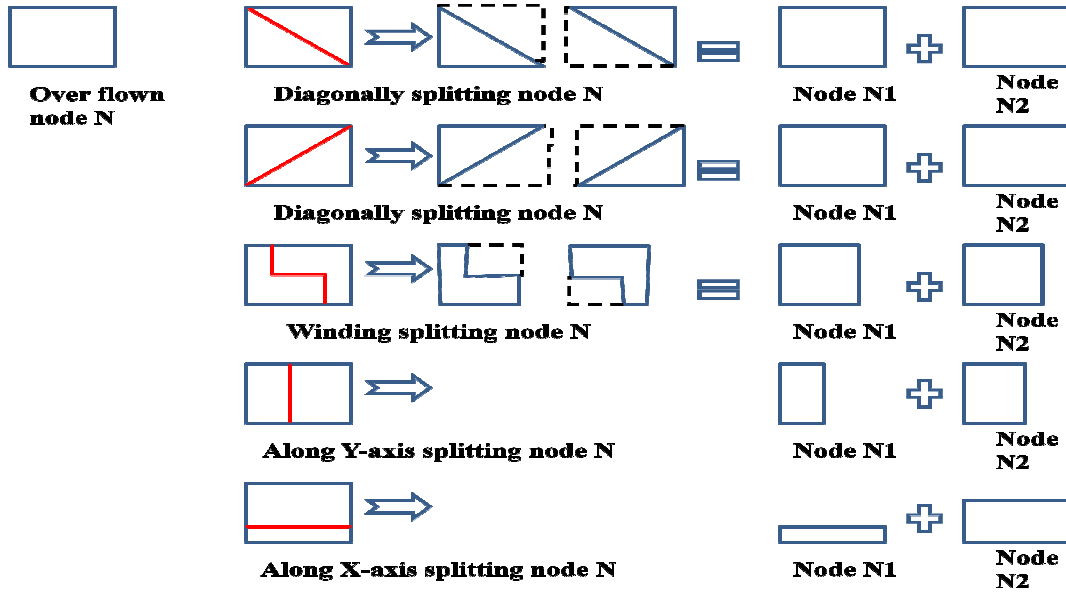 Over flown
node N
Diagonally splitting node N
Node N1
Node
N2
Diagonally splitting node N
Node N1
Node
N2
Winding splitting node N
Node N1
Node
N2
Along Y-axis splitting node N
Node N1
Node
N2
Along X-axis splitting node N
Node N1
Node
N2